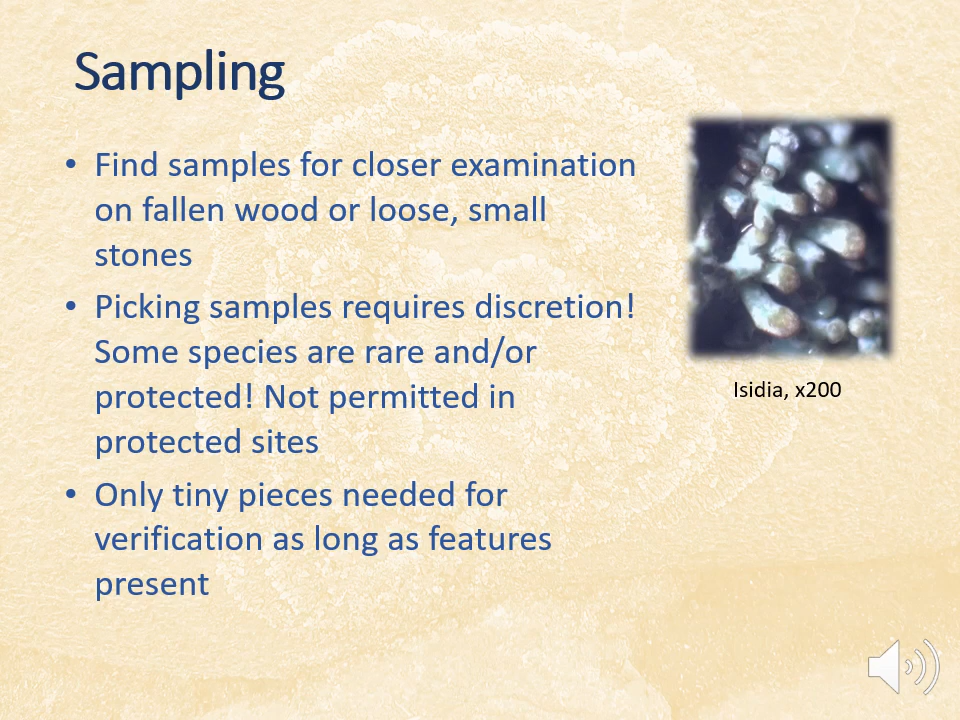 Sampling
• Find samples for closer examination
on fallen wood or loose, small
stones
• Picking samples requires discretion!
Some species are rare and/or
protected! Not permitted in
protected sites
• Only tiny pieces needed for
verification as long as features
present
Isidia, x200